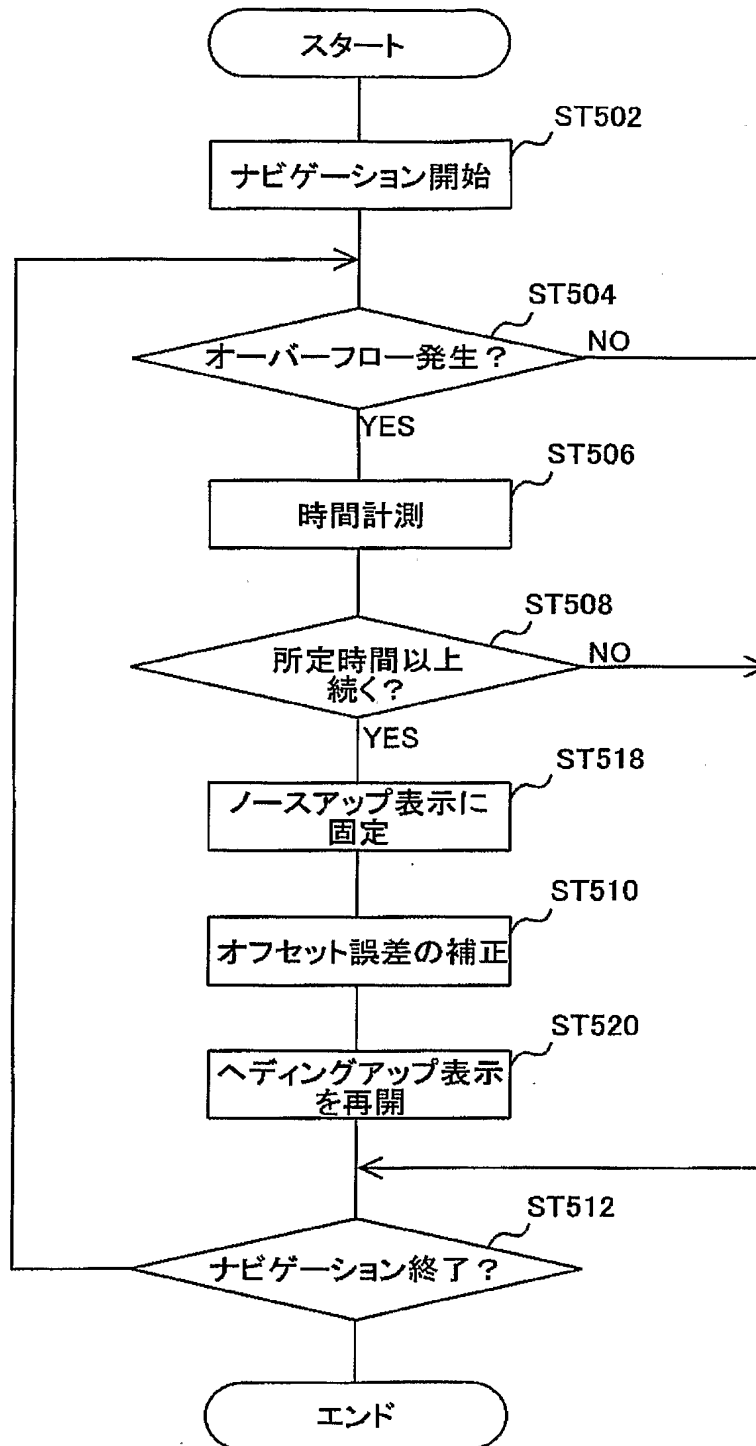 スタート
ST502
ナビゲーション開始
ST504
オーバーフロー発生？
NO
YES
ST506
時間計測
ST508
所定時間以上
続く？
NO
YES
ST518
ノースアップ表示に
固定
ST510
オフセット誤差の補正
ST520
ヘディングアップ表示
を再開
ST512
ナビゲーション終了？
エンド